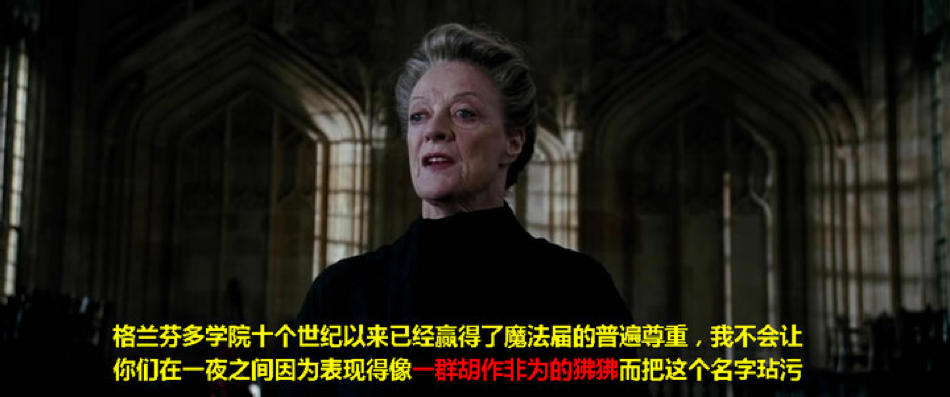 格兰芬多学院十个世纪以来已经赢得了魔法届的普遍尊重，我不会让
你们在一夜之间因为表现得像一群胡作非为的狒狒而把这个名字玷污